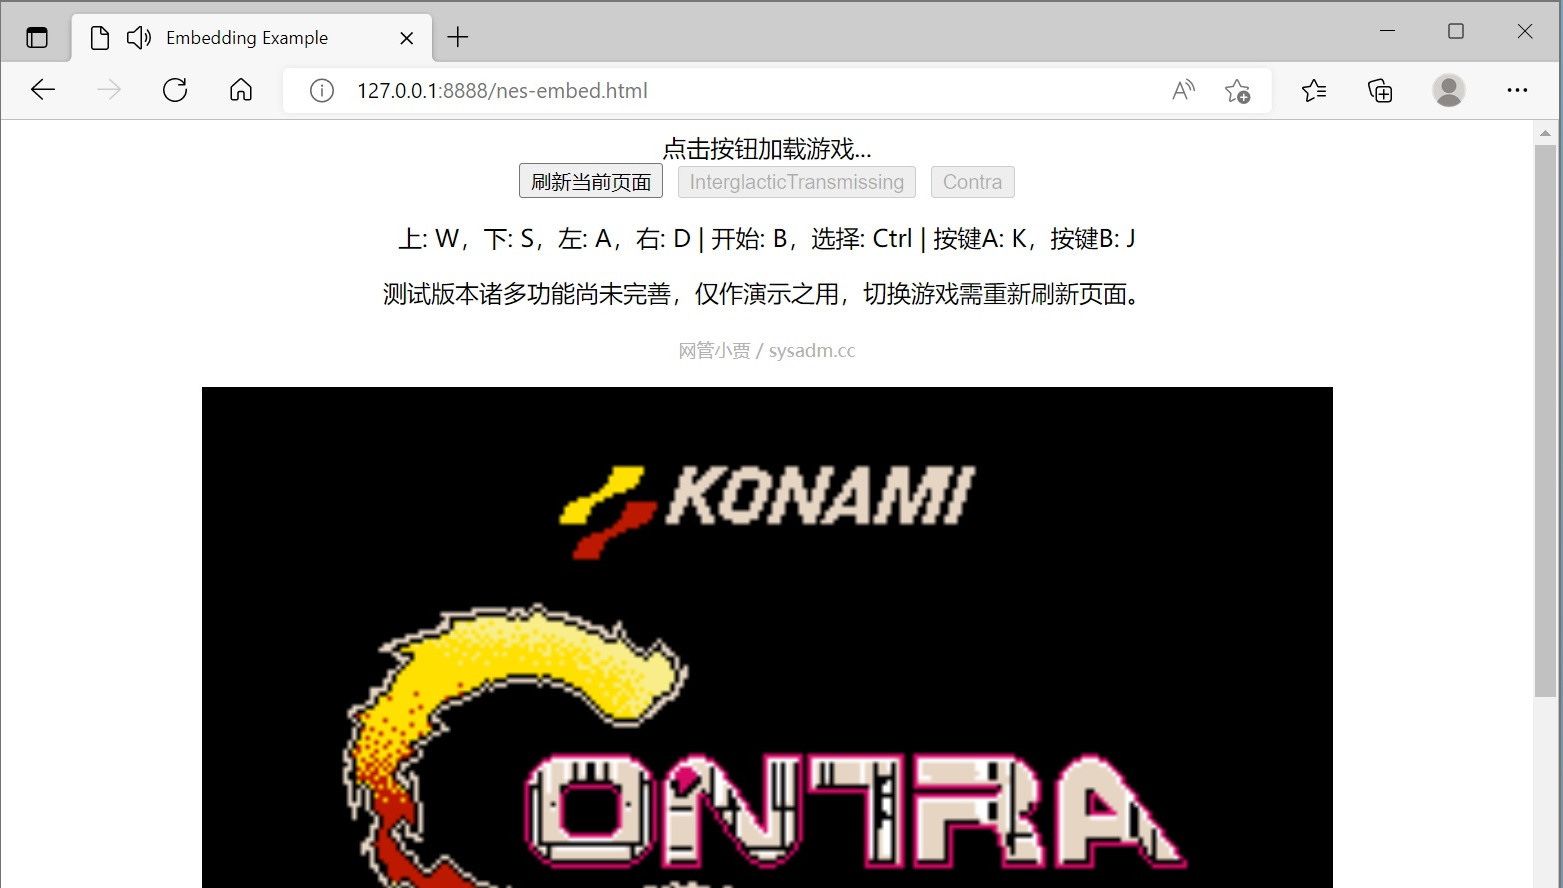 Embedding Example
127.0.0.1:8888/nes-embed.html
点击按钮加载游戏...
刷新当前页面 InterglacticTransmissing Contra
上: W，下: S，左: A，右: D | 开始: B，选择: Ctrl | 按键A: K，按键B: J
测试版本诸多功能尚未完善，仅作演示之用，切换游戏需重新刷新页面。
网管小贾 / sysadm.cc
KONAMI
CONTRA